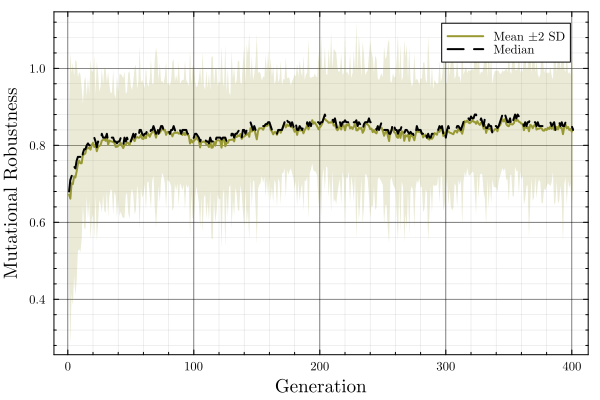 Mean ±2 SD
Median
1.0
0.8
0.6
0.4
Mutational Robustness
0 100 200 300 400
Generation